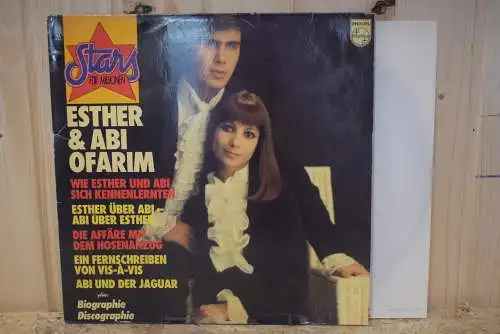 PHILIPS
Stars
FÜR MILLIONEN
ESTHER
& ABI
OFARIM
WIE ESTHER UND ABI
SICH KENNENLERNTEN
ESTHER ÜBER ABI –
ABI ÜBER ESTHER
DIE AFFÄRE MIT
DEM HOSENANZUG
EIN FERNSCHREIBEN
VON VIS-À-VIS
ABI UND DER JAGUAR
plus:
Biographie
Discographie